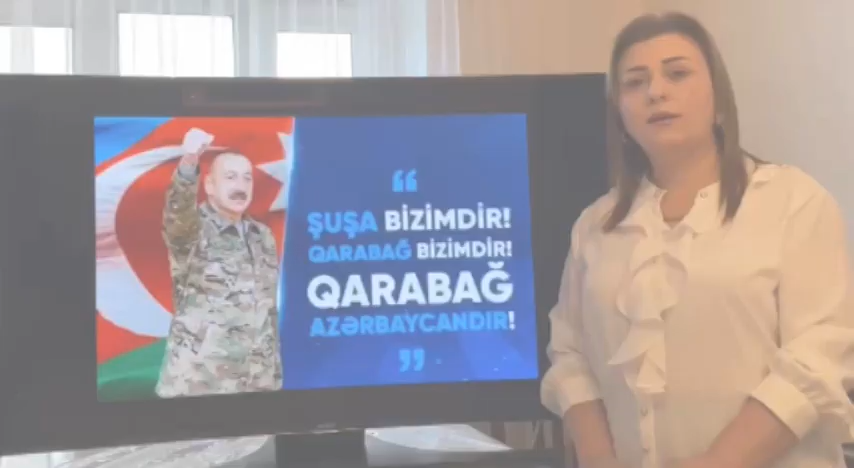 “
ŞUŞA BİZİMDİR!
QARABAĞ BİZİMDİR!
QARABAĞ
AZƏRBAYCANDIR!
”